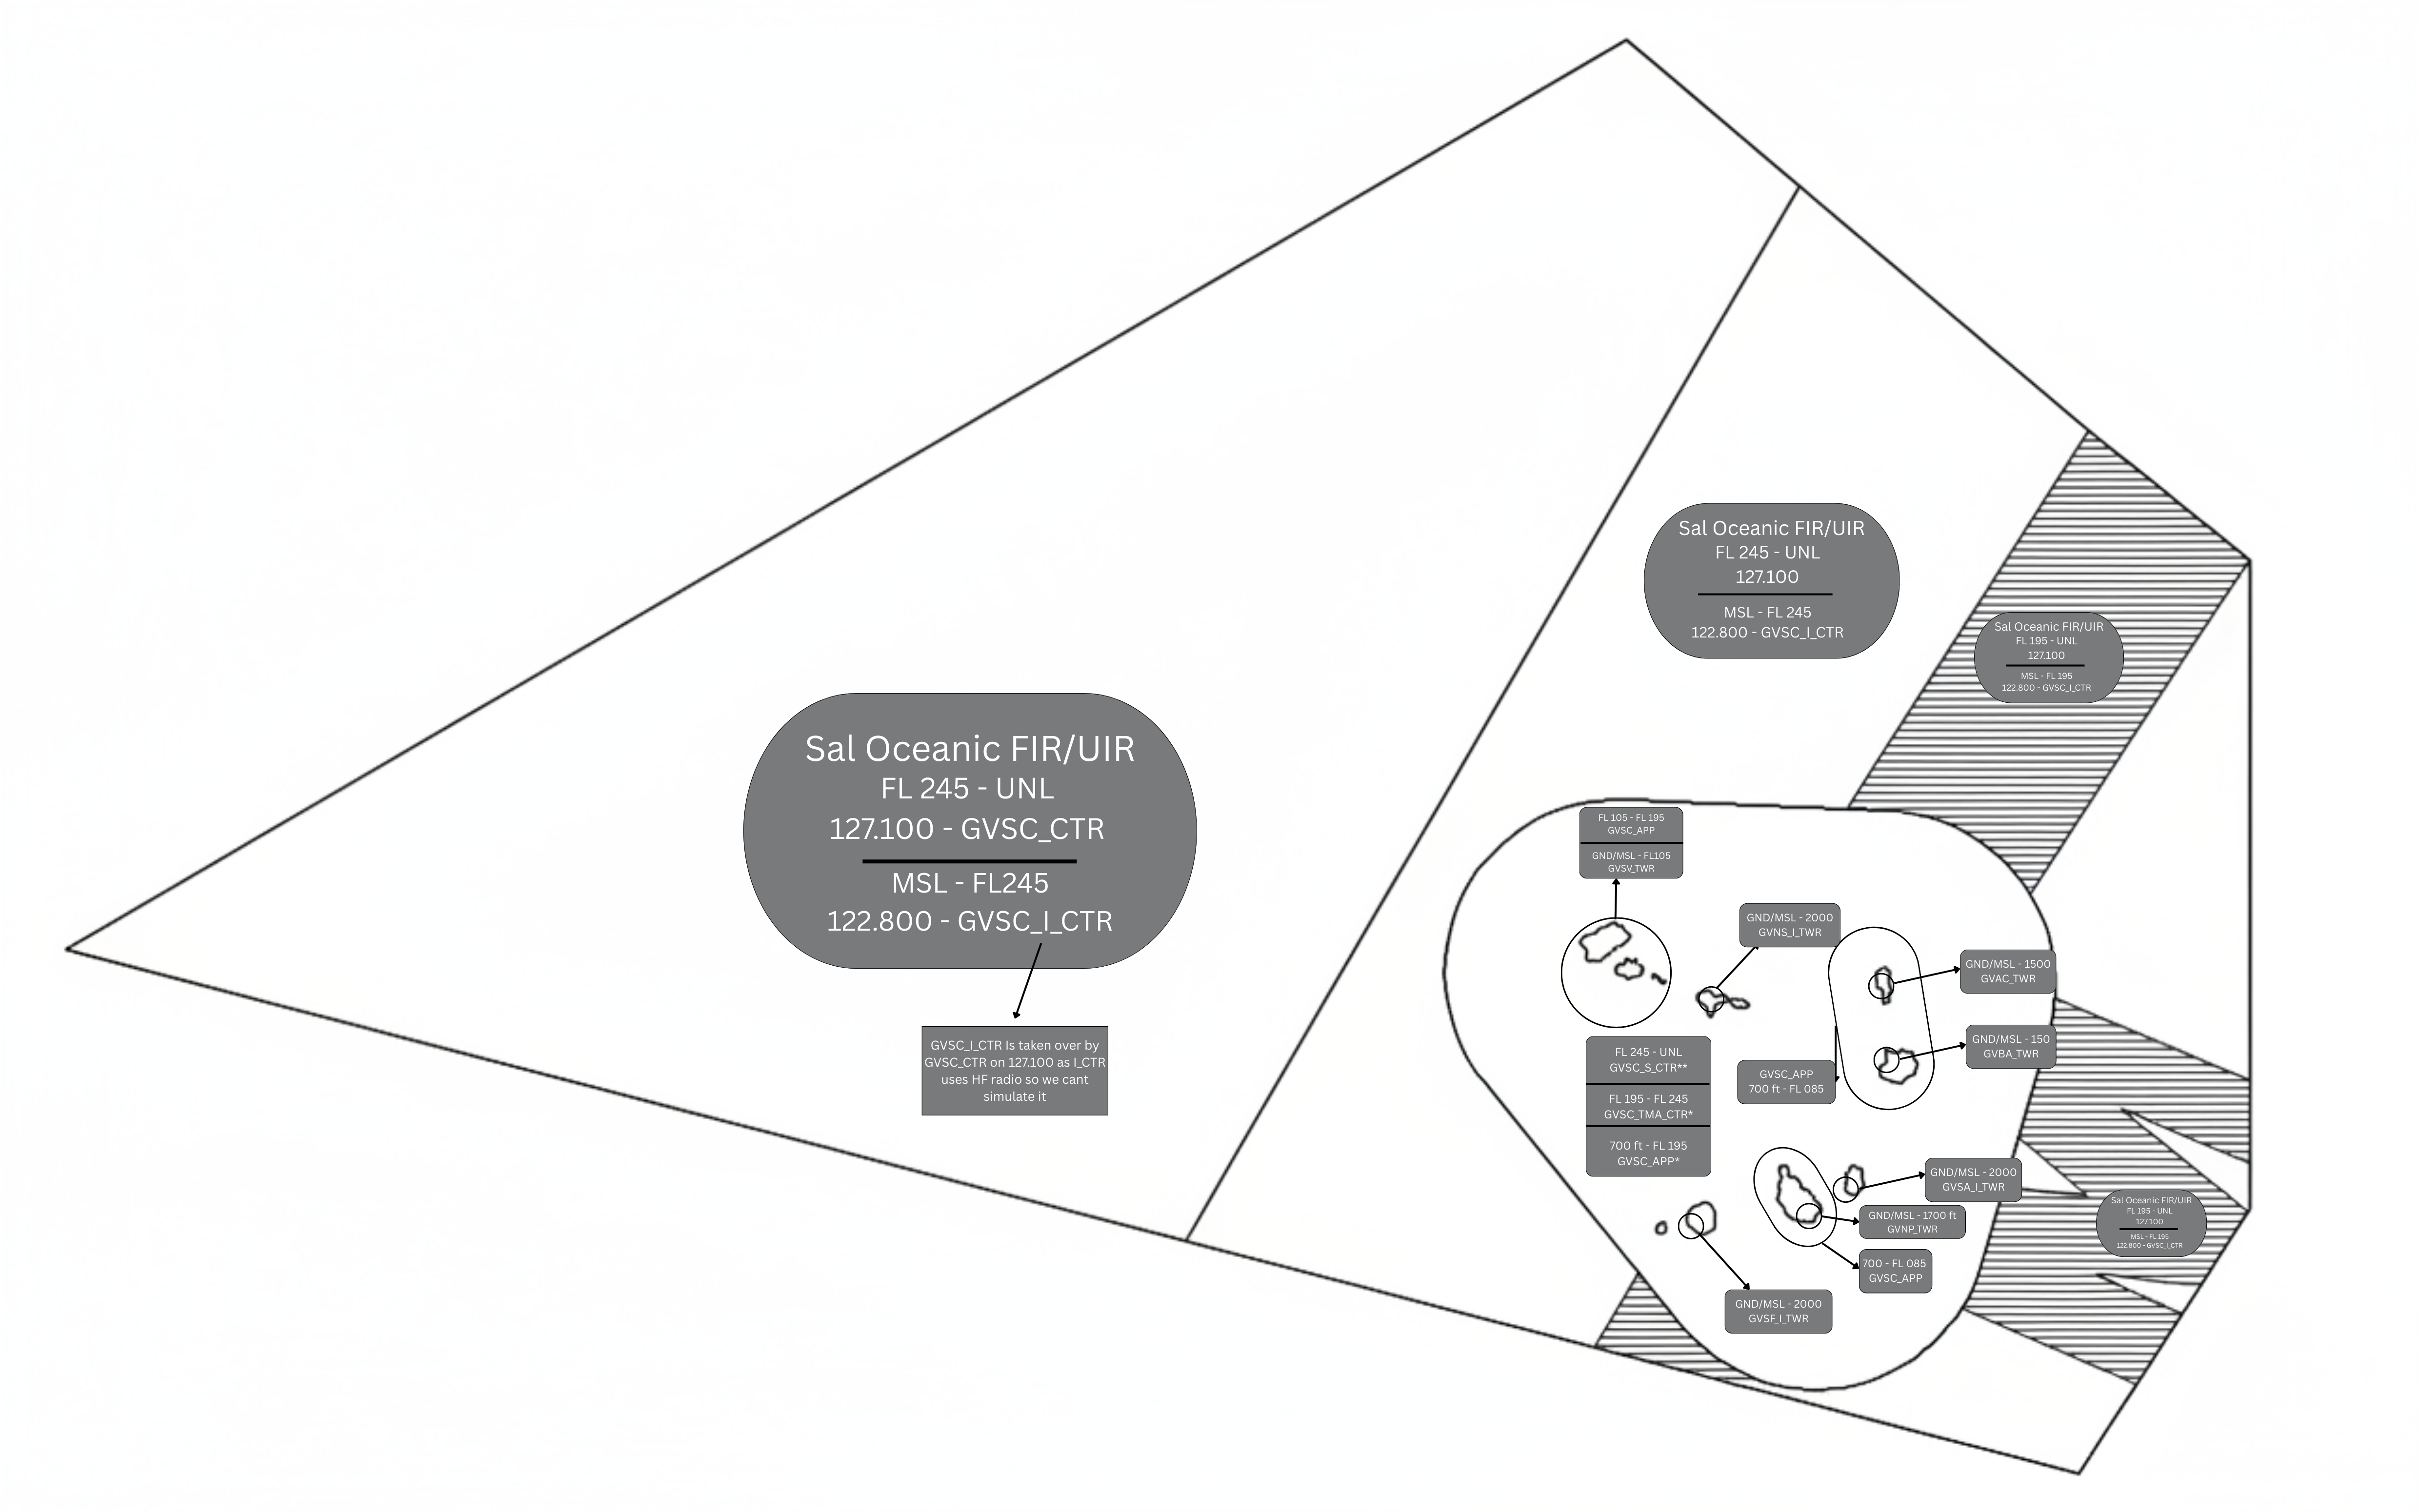 Sal Oceanic FIR/UIR
FL 245 - UNL
127.100 - GVSC_CTR
MSL - FL245
122.800 - GVSC_I_CTR
GVSC_I_CTR Is taken over by
GVSC_CTR on 127.100 as I_CTR
uses HF radio so we cant
simulate it
Sal Oceanic FIR/UIR
FL 245 - UNL
127.100
MSL - FL 245
122.800 - GVSC_I_CTR
Sal Oceanic FIR/UIR
FL 195 - UNL
127.100
MSL - FL 195
122.800 - GVSC_I_CTR
FL 105 - FL 195
GVSC_APP
GND/MSL - FL105
GVSV_TWR
GND/MSL - 2000
GVNS_I_TWR
GND/MSL - 1500
GVAC_TWR
GND/MSL - 150
GVBA_TWR
GVSC_APP
700 ft - FL 085
FL 245 - UNL
GVSC_S_CTR**
FL 195 - FL 245
GVSC_TMA_CTR*
700 ft - FL 195
GVSC_APP*
GND/MSL - 2000
GVSA_I_TWR
GND/MSL - 1700 ft
GVNP_TWR
700 - FL 085
GVSC_APP
GND/MSL - 2000
GVSF_I_TWR
Sal Oceanic FIR/UIR
FL 195 - UNL
127.100
MSL - FL 195
122.800 - GVSC_I_CTR